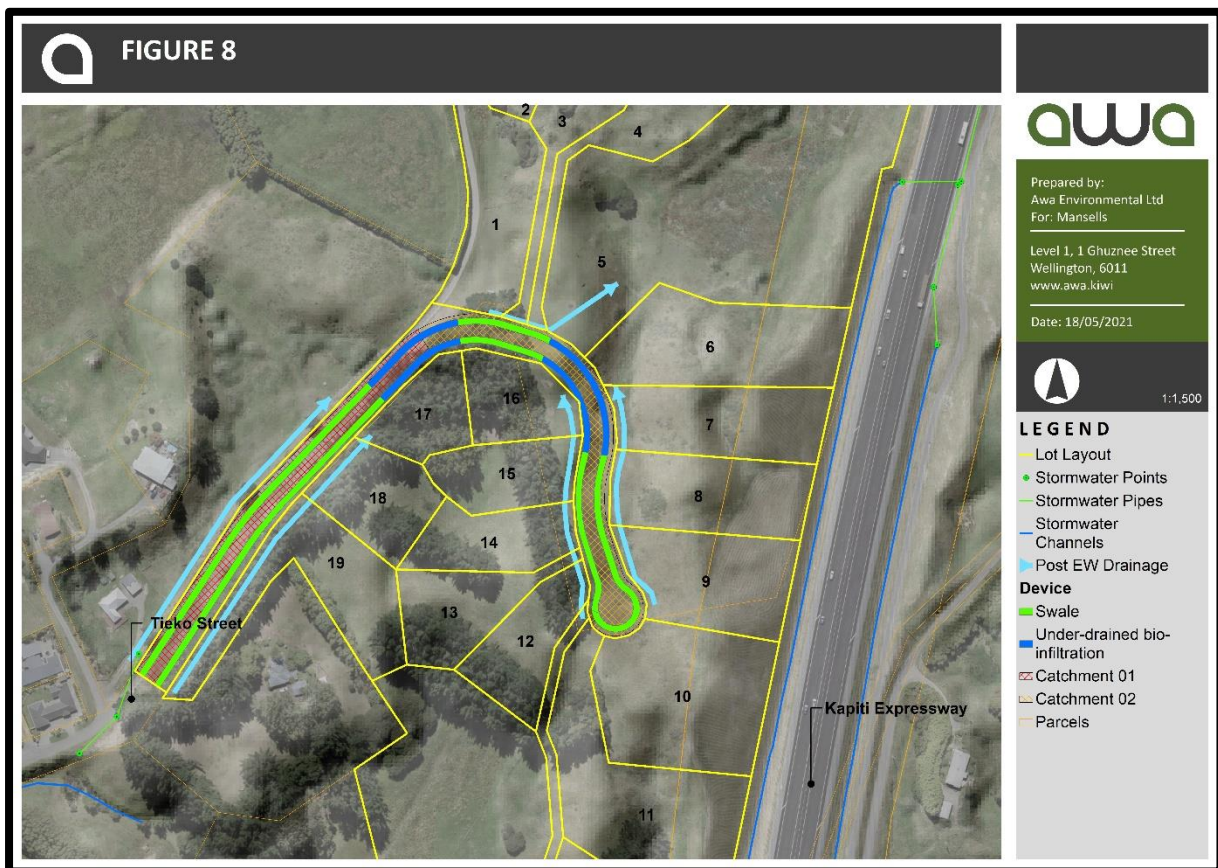 FIGURE 8
2
3
4
1
5
6
7
16
17
15
8
18
14
9
19
13
12
10
11
Tieko Street
Kapiti Expressway
awa
Prepared by:
Awa Environmental Ltd
For: Mansells
Level 1, 1 Ghuznee Street
Wellington, 6011
www.awa.kiwi
Date: 18/05/2021
1:1,500
LEGEND
Lot Layout
Stormwater Points
Stormwater Pipes
Stormwater
Channels
Post EW Drainage
Device
Swale
Under-drained bio-
infiltration
Catchment 01
Catchment 02
Parcels